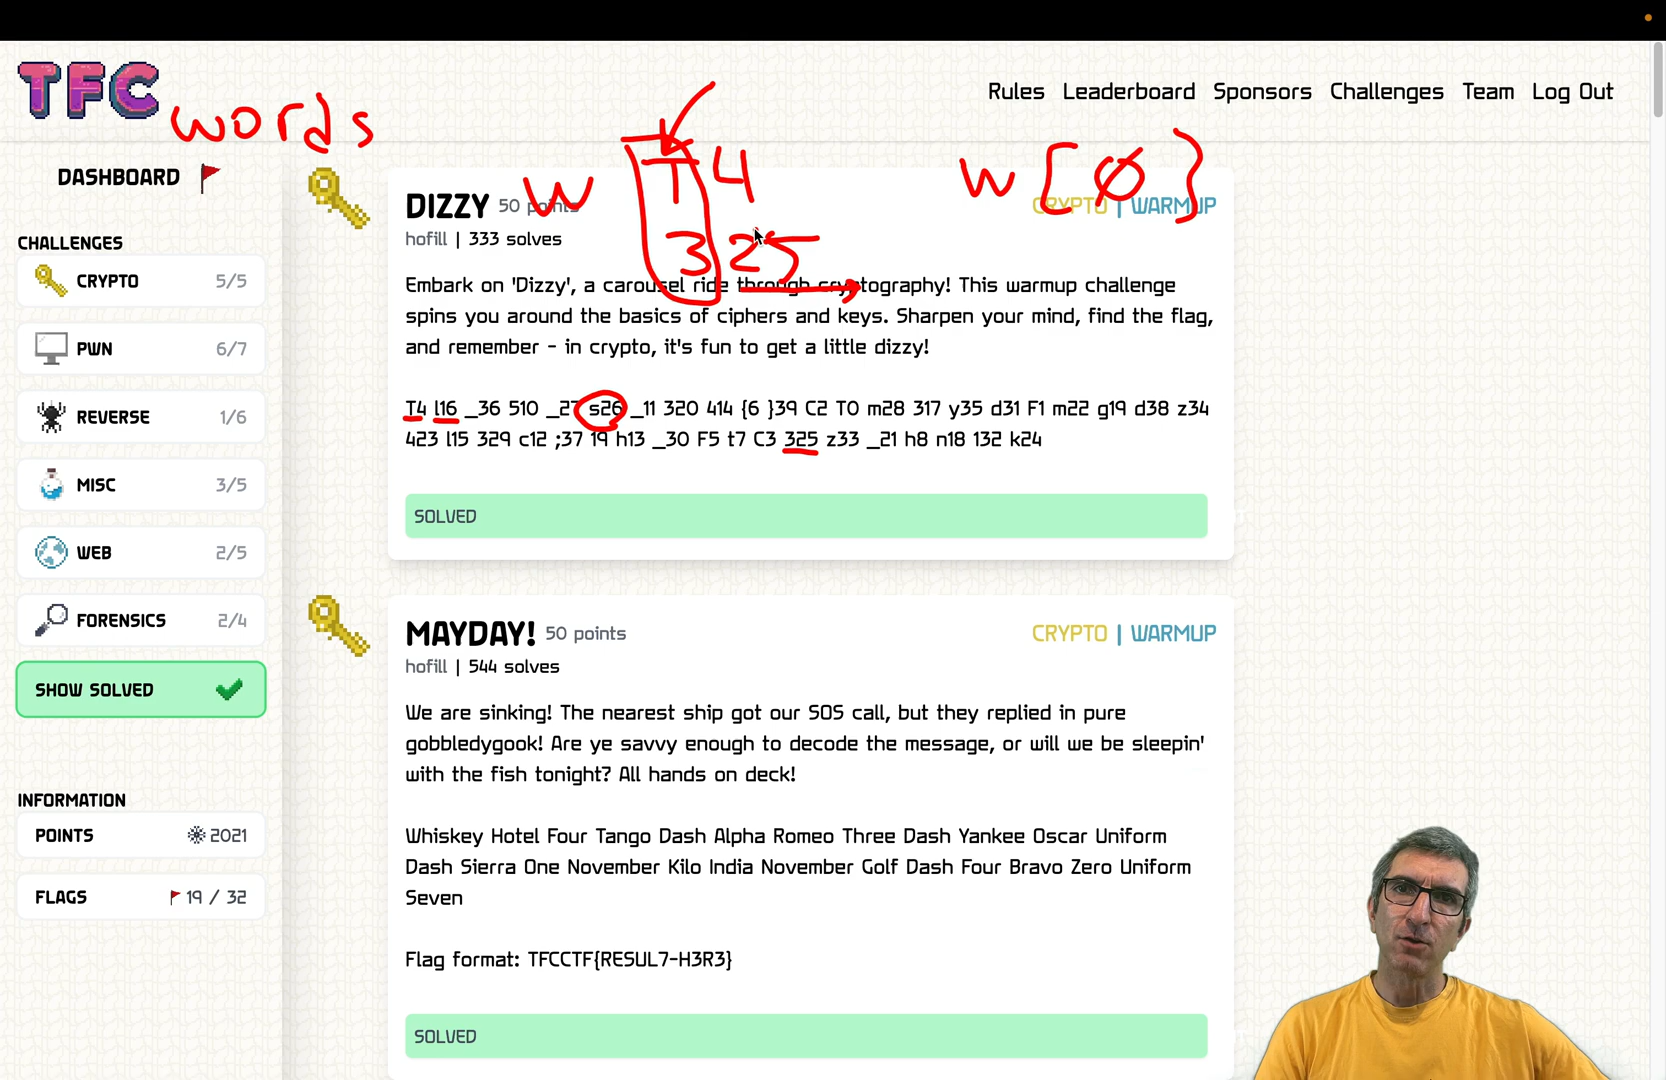 TFC
words
Rules Leaderboard Sponsors Challenges Team Log Out
DASHBOARD
CHALLENGES
CRYPTO 5/5
PWN 6/7
REVERSE 1/6
MISC 3/5
WEB 2/5
FORENSICS 2/4
SHOW SOLVED
INFORMATION
POINTS 2021
FLAGS 19 / 32
w T4 w[0]
325
DIZZY 50 points CRYPTO | WARMUP
hofill | 333 solves
Embark on 'Dizzy', a carousel ride through cryptography! This warmup challenge
spins you around the basics of ciphers and keys. Sharpen your mind, find the flag,
and remember - in crypto, it's fun to get a little dizzy!
T4 l16 _36 510 _27 s26 _11 320 414 {6 }39 C2 T0 m28 317 y35 d31 F1 m22 g19 d38 z34
423 l15 329 c12 ;37 19 h13 _30 F5 t7 C3 325 z33 _21 h8 n18 132 k24
SOLVED
MAYDAY! 50 points CRYPTO | WARMUP
hofill | 544 solves
We are sinking! The nearest ship got our SOS call, but they replied in pure
gobbledygook! Are ye savvy enough to decode the message, or will we be sleepin'
with the fish tonight? All hands on deck!
Whiskey Hotel Four Tango Dash Alpha Romeo Three Dash Yankee Oscar Uniform
Dash Sierra One November Kilo India November Golf Dash Four Bravo Zero Uniform
Seven
Flag format: TFCCTF{RESUL7-H3R3}
SOLVED